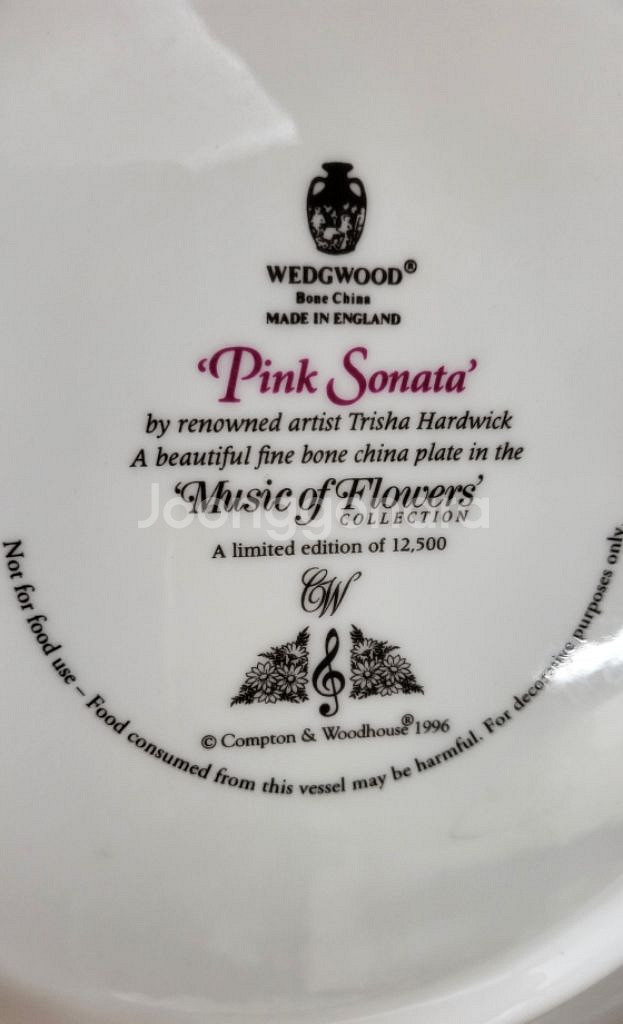 WEDGWOOD®
Bone China
MADE IN ENGLAND
'Pink Sonata'
by renowned artist Trisha Hardwick
A beautiful fine bone china plate in the
'Music of Flowers'
COLLECTION
A limited edition of 12,500
CW
© Compton & Woodhouse® 1996
Not for food use – Food consumed from this vessel may be harmful. For decorative purposes only.
Joonggonara